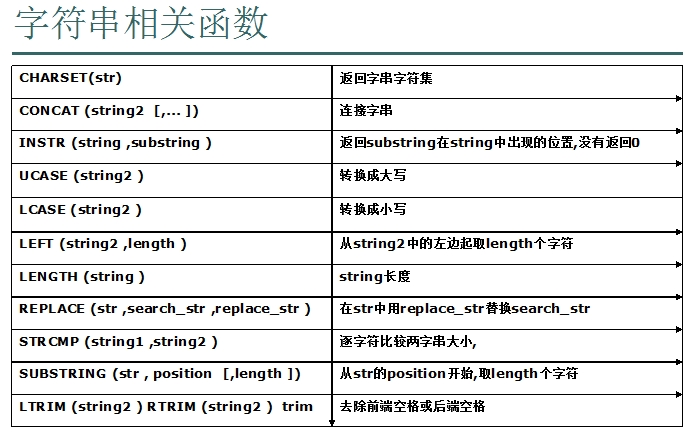 字符串相关函数
CHARSET(str) 返回字串字符集
CONCAT (string2 [,... ]) 连接字串
INSTR (string ,substring ) 返回substring在string中出现的位置,没有返回0
UCASE (string2 ) 转换成大写
LCASE (string2 ) 转换成小写
LEFT (string2 ,length ) 从string2中的左边起取length个字符
LENGTH (string ) string长度
REPLACE (str ,search_str ,replace_str ) 在str中用replace_str替换search_str
STRCMP (string1 ,string2 ) 逐字符比较两字串大小,
SUBSTRING (str , position [,length ]) 从str的position开始,取length个字符
LTRIM (string2 ) RTRIM (string2 ) trim 去除前端空格或后端空格